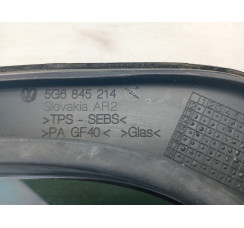 5G6 845 214
Slovakia AR2
>TPS - SEBS<
>PA GF40< >Glas<